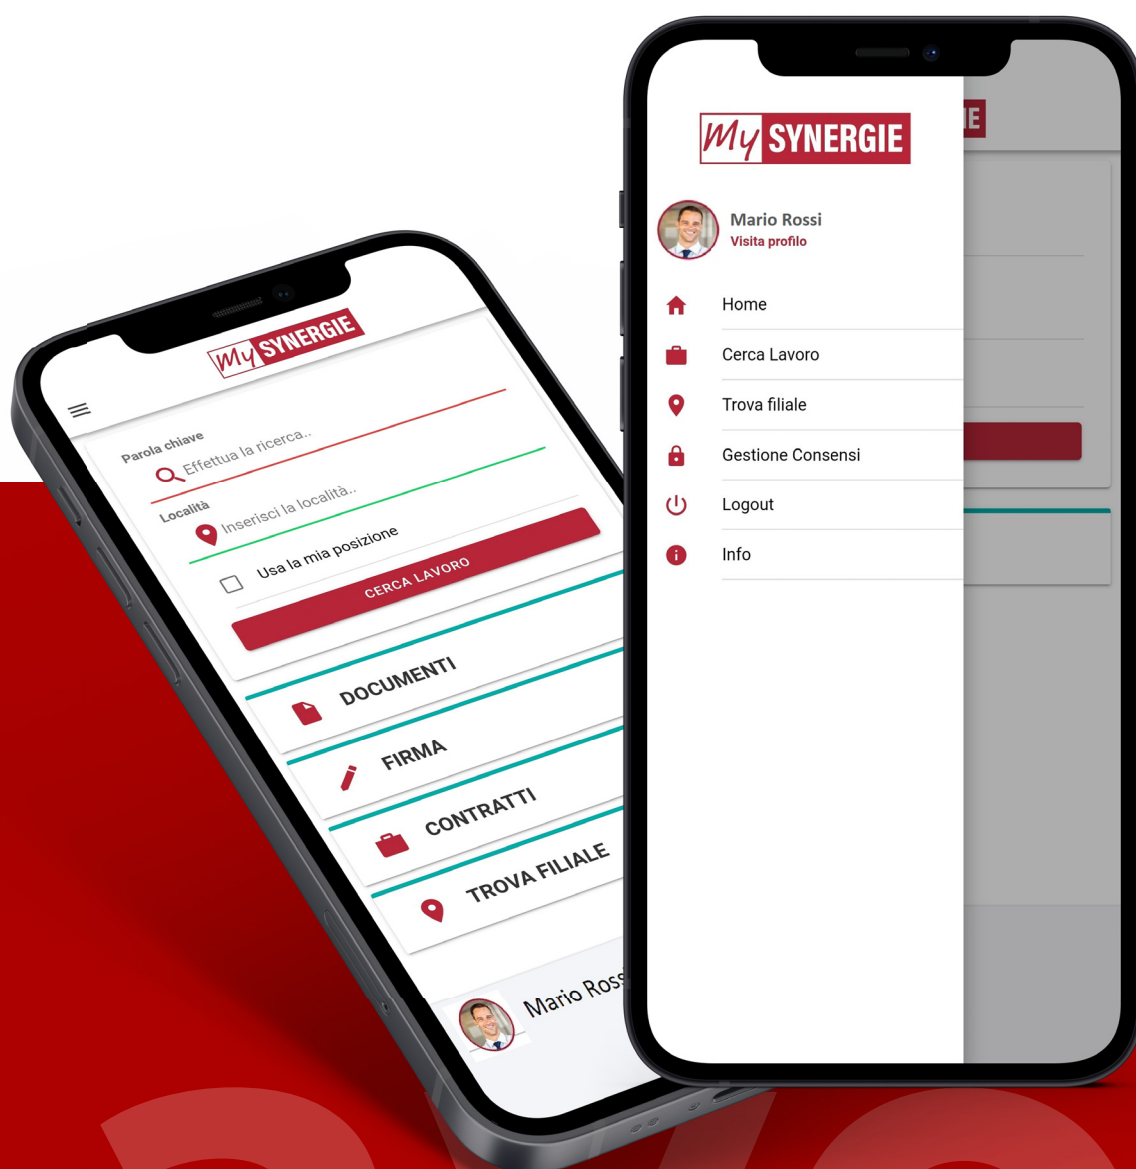 My SYNERGIE
Parola chiave
Effettua la ricerca..
Località
Inserisci la località..
Usa la mia posizione
CERCA LAVORO
DOCUMENTI
FIRMA
CONTRATTI
TROVA FILIALE
Mario Rossi
My SYNERGIE
IE
Mario Rossi
Visita profilo
Home
Cerca Lavoro
Trova filiale
Gestione Consensi
Logout
Info